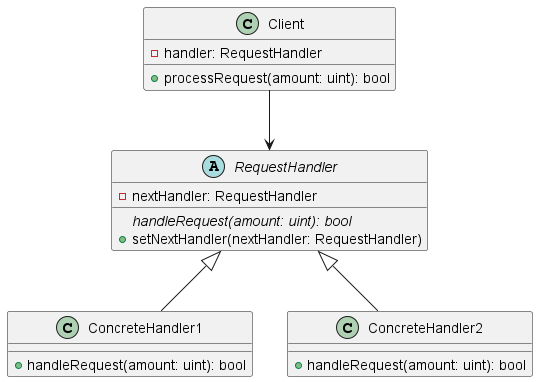 C Client
handler: RequestHandler
processRequest(amount: uint): bool
A RequestHandler
nextHandler: RequestHandler
handleRequest(amount: uint): bool
setNextHandler(nextHandler: RequestHandler)
C ConcreteHandler1
handleRequest(amount: uint): bool
C ConcreteHandler2
handleRequest(amount: uint): bool